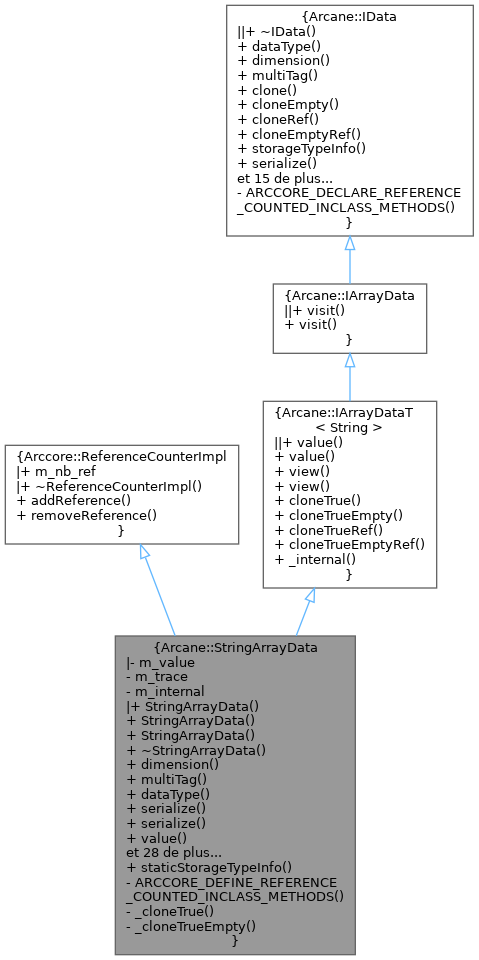 {Arcane::IData
||+ ~IData()
+ dataType()
+ dimension()
+ multiTag()
+ clone()
+ cloneEmpty()
+ cloneRef()
+ cloneEmptyRef()
+ storageTypeInfo()
+ serialize()
et 15 de plus...
- ARCCORE_DECLARE_REFERENCE
_COUNTED_INCLASS_METHODS()
}
{Arcane::IArrayData
||+ visit()
+ visit()
}
{Arcane::IArrayDataT
< String >
||+ value()
+ value()
+ view()
+ view()
+ cloneTrue()
+ cloneTrueEmpty()
+ cloneTrueRef()
+ cloneTrueEmptyRef()
+ _internal()
}
{Arccore::ReferenceCounterImpl
|+ m_nb_ref
|+ ~ReferenceCounterImpl()
+ addReference()
+ removeReference()
}
{Arcane::StringArrayData
|- m_value
- m_trace
- m_internal
|+ StringArrayData()
+ StringArrayData()
+ StringArrayData()
+ ~StringArrayData()
+ dimension()
+ multiTag()
+ dataType()
+ serialize()
+ serialize()
+ value()
et 28 de plus...
+ staticStorageTypeInfo()
- ARCCORE_DEFINE_REFERENCE
_COUNTED_INCLASS_METHODS()
- _cloneTrue()
- _cloneTrueEmpty()
}